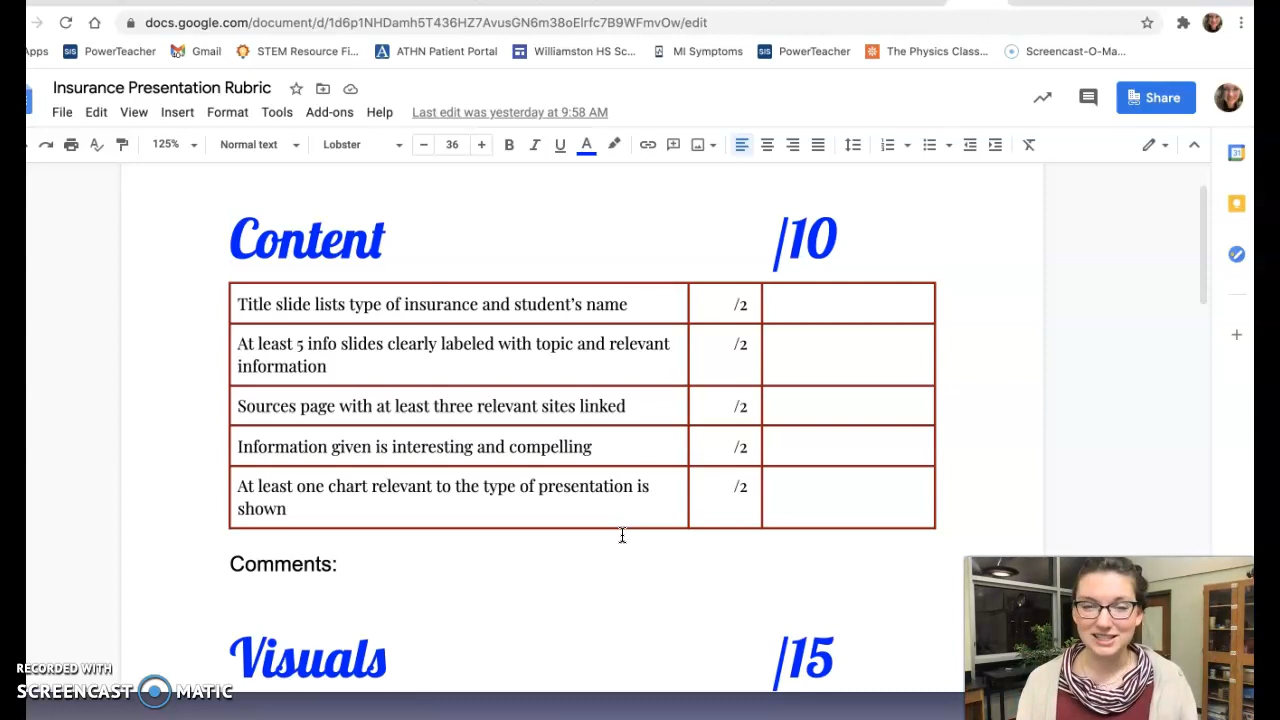 docs.google.com/document/d/1d6p1NHDamh5T436HZ7AvusGN6m38oElrfc7B9WFmvOw/edit
Apps PowerTeacher Gmail STEM Resource Fi... ATHN Patient Portal Williamston HS Sc... MI Symptoms PowerTeacher The Physics Class... Screencast-O-Ma...
Insurance Presentation Rubric
File Edit View Insert Format Tools Add-ons Help Last edit was yesterday at 9:58 AM
Share
125% Normal text Lobster 36
Content /10
Title slide lists type of insurance and student's name /2
At least 5 info slides clearly labeled with topic and relevant /2
information
Sources page with at least three relevant sites linked /2
Information given is interesting and compelling /2
At least one chart relevant to the type of presentation is /2
shown
Comments:
Visuals /15
RECORDED WITH
SCREENCAST MATIC